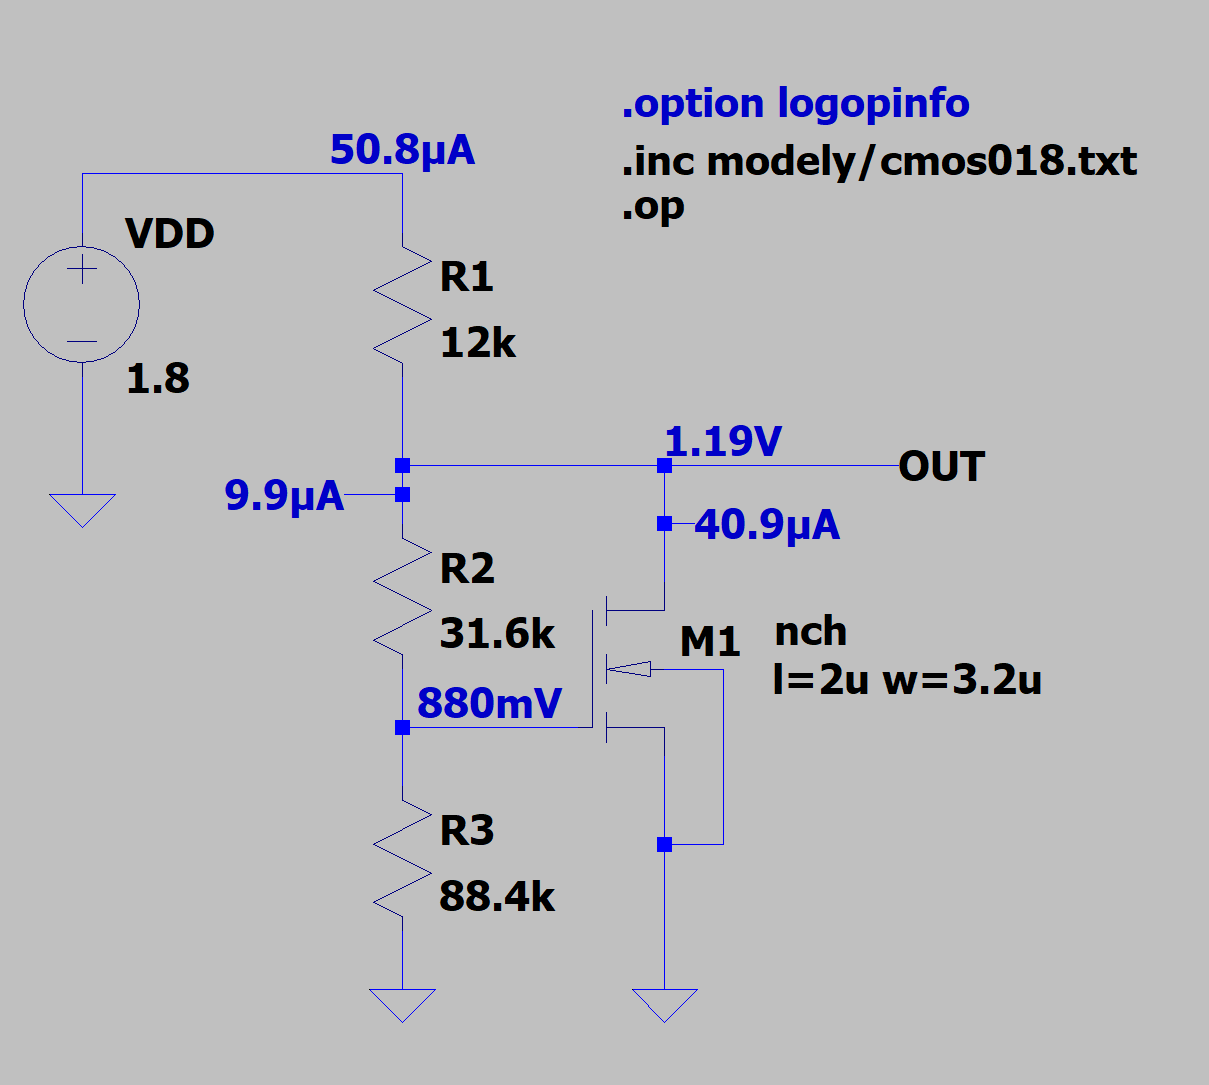 .option logopinfo
.inc modely/cmos018.txt
.op
50.8µA
VDD
1.8
R1
12k
1.19V
OUT
9.9µA
40.9µA
R2
31.6k
M1
nch
l=2u w=3.2u
880mV
R3
88.4k